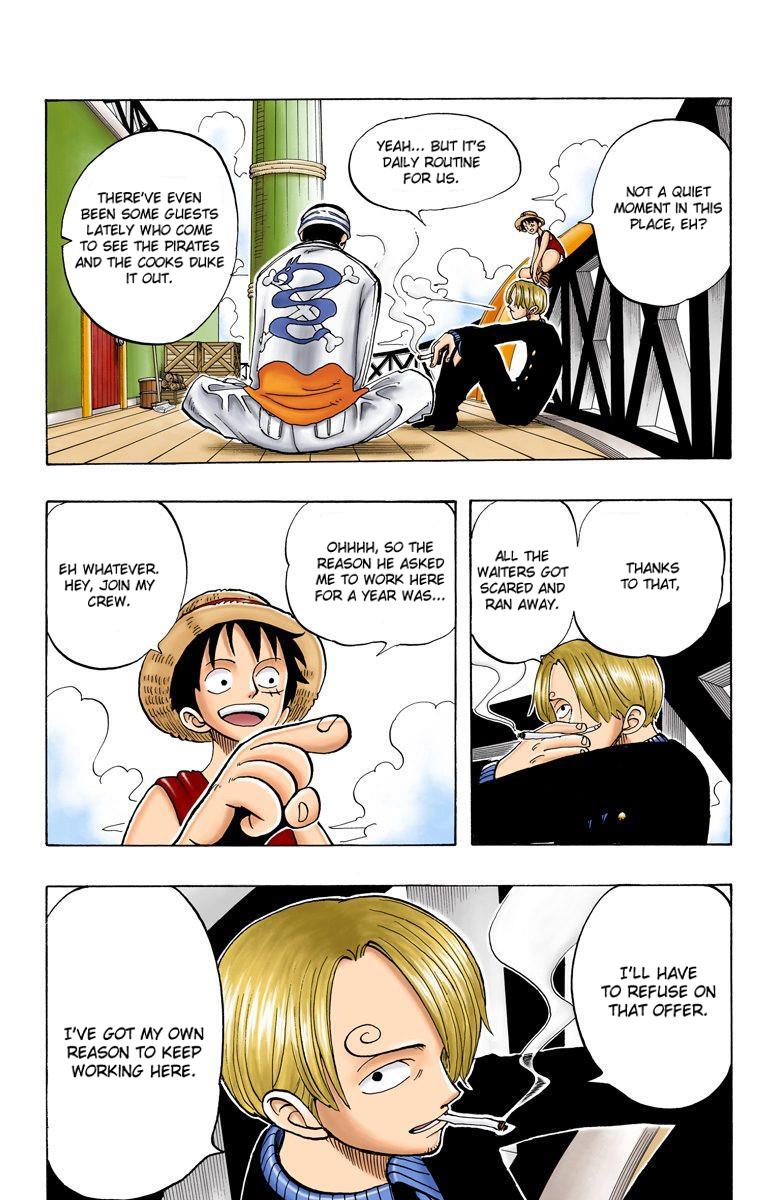 NOT A QUIET
MOMENT IN THIS
PLACE, EH?
YEAH... BUT IT'S
DAILY ROUTINE
FOR US.
THERE'VE EVEN
BEEN SOME GUESTS
LATELY WHO COME
TO SEE THE PIRATES
AND THE COOKS DUKE
IT OUT.
THANKS
TO THAT,
ALL THE
WAITERS GOT
SCARED AND
RAN AWAY.
OHHHH, SO THE
REASON HE ASKED
ME TO WORK HERE
FOR A YEAR WAS...
EH WHATEVER.
HEY, JOIN MY
CREW.
I'LL HAVE
TO REFUSE ON
THAT OFFER.
I'VE GOT MY OWN
REASON TO KEEP
WORKING HERE.